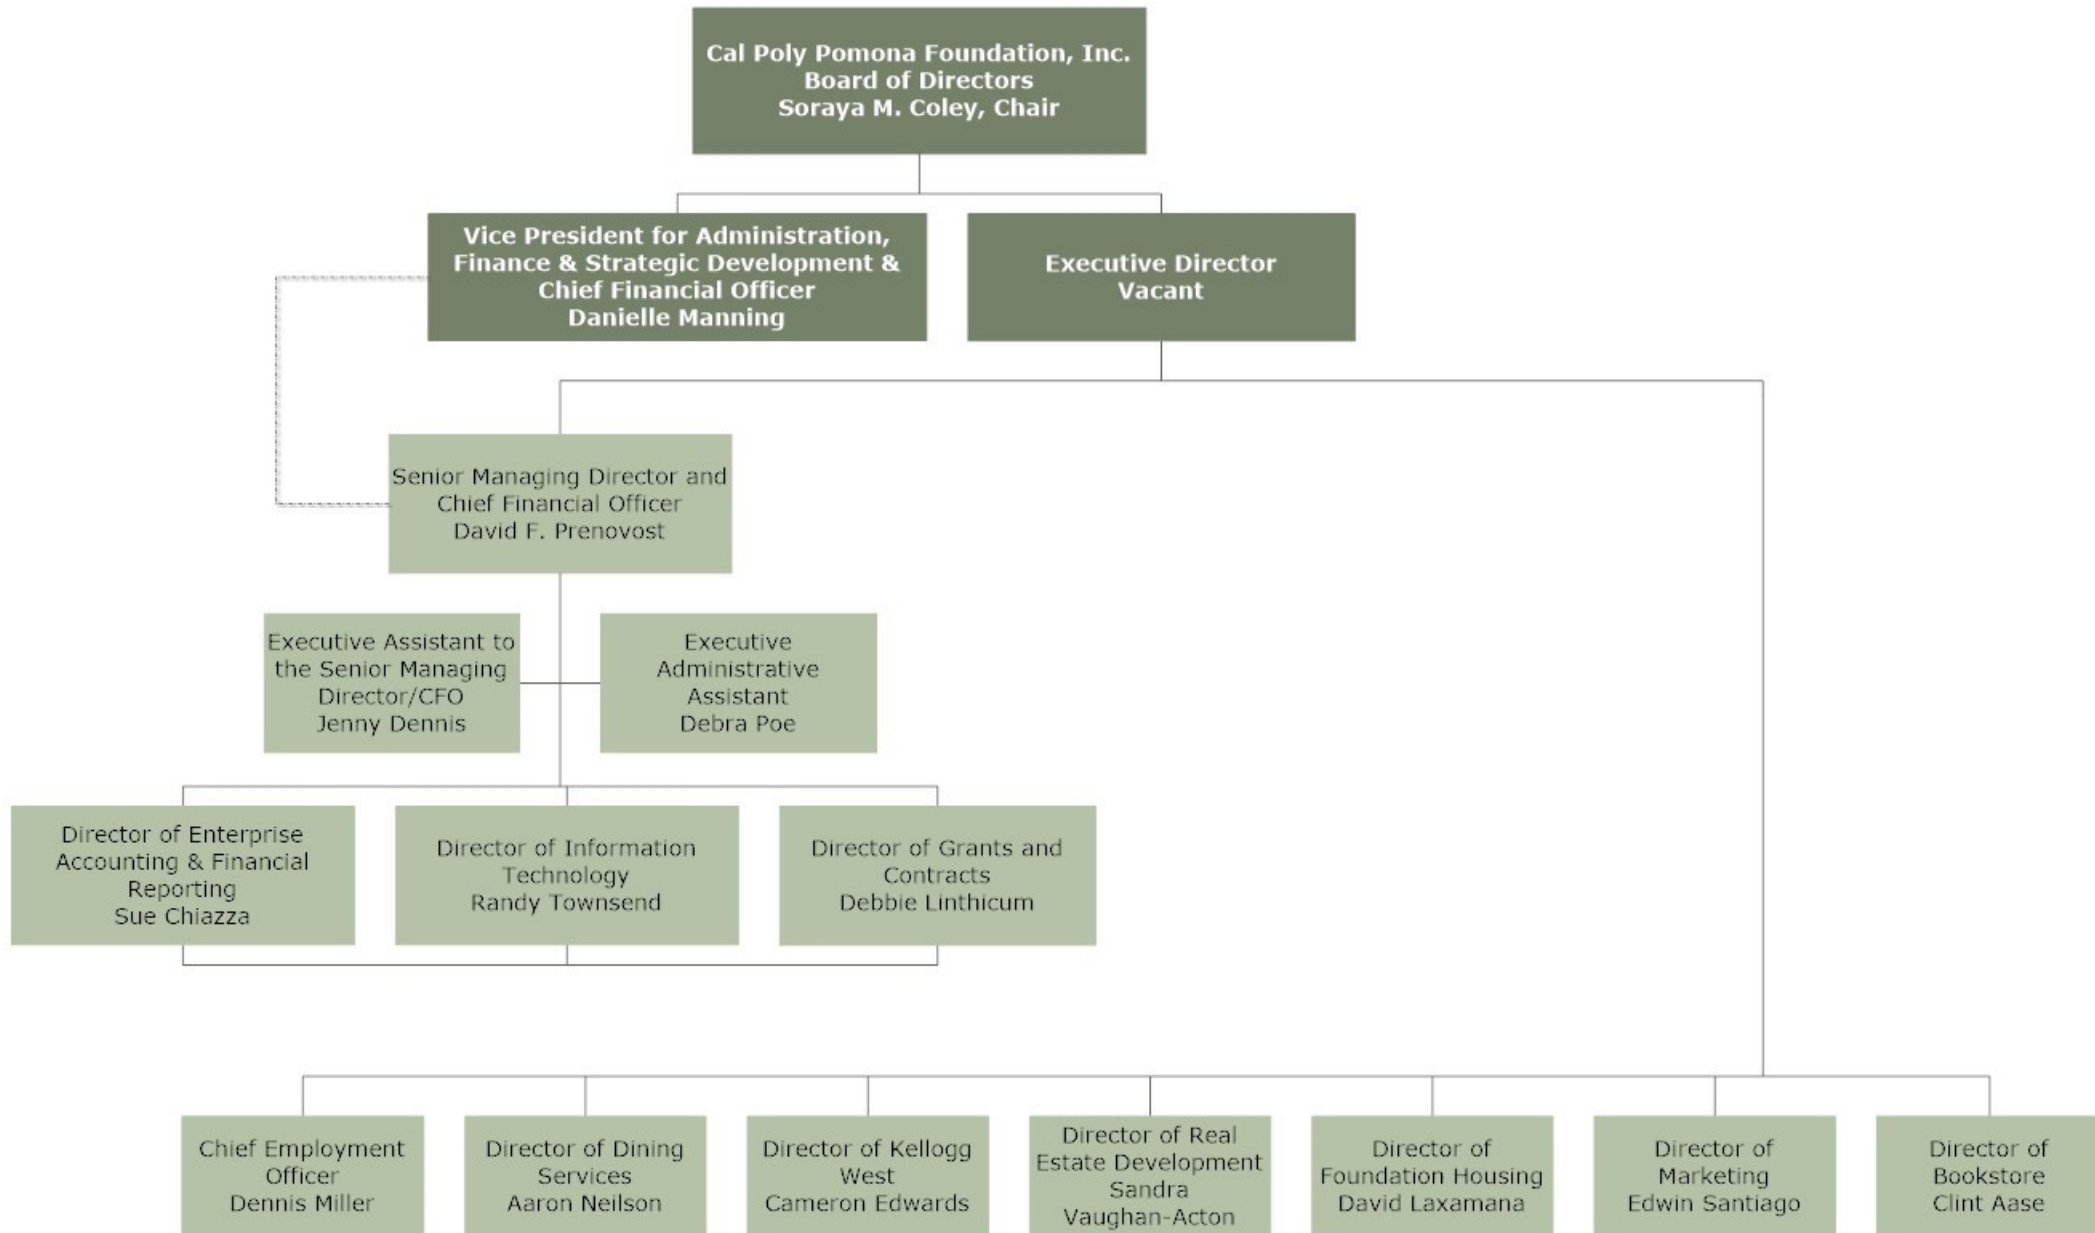 Cal Poly Pomona Foundation, Inc.
Board of Directors
Soraya M. Coley, Chair
Vice President for Administration,
Finance & Strategic Development &
Chief Financial Officer
Danielle Manning
Executive Director
Vacant
Senior Managing Director and
Chief Financial Officer
David F. Prenovost
Executive Assistant to
the Senior Managing
Director/CFO
Jenny Dennis
Executive
Administrative
Assistant
Debra Poe
Director of Enterprise
Accounting & Financial
Reporting
Sue Chiazza
Director of Information
Technology
Randy Townsend
Director of Grants and
Contracts
Debbie Linthicum
Chief Employment
Officer
Dennis Miller
Director of Dining
Services
Aaron Neilson
Director of Kellogg
West
Cameron Edwards
Director of Real
Estate Development
Sandra
Vaughan-Acton
Director of
Foundation Housing
David Laxamana
Director of
Marketing
Edwin Santiago
Director of
Bookstore
Clint Aase